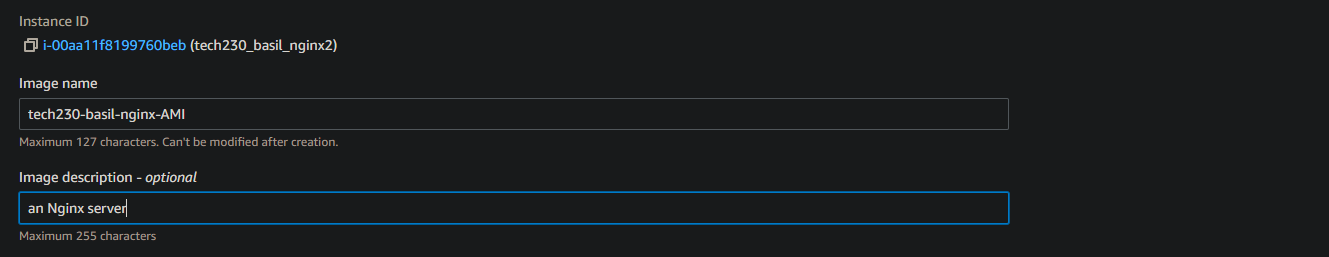 Instance ID
i-00aa11f8199760beb (tech230_basil_nginx2)
Image name
tech230-basil-nginx-AMI
Maximum 127 characters. Can't be modified after creation.
Image description - optional
an Nginx server
Maximum 255 characters